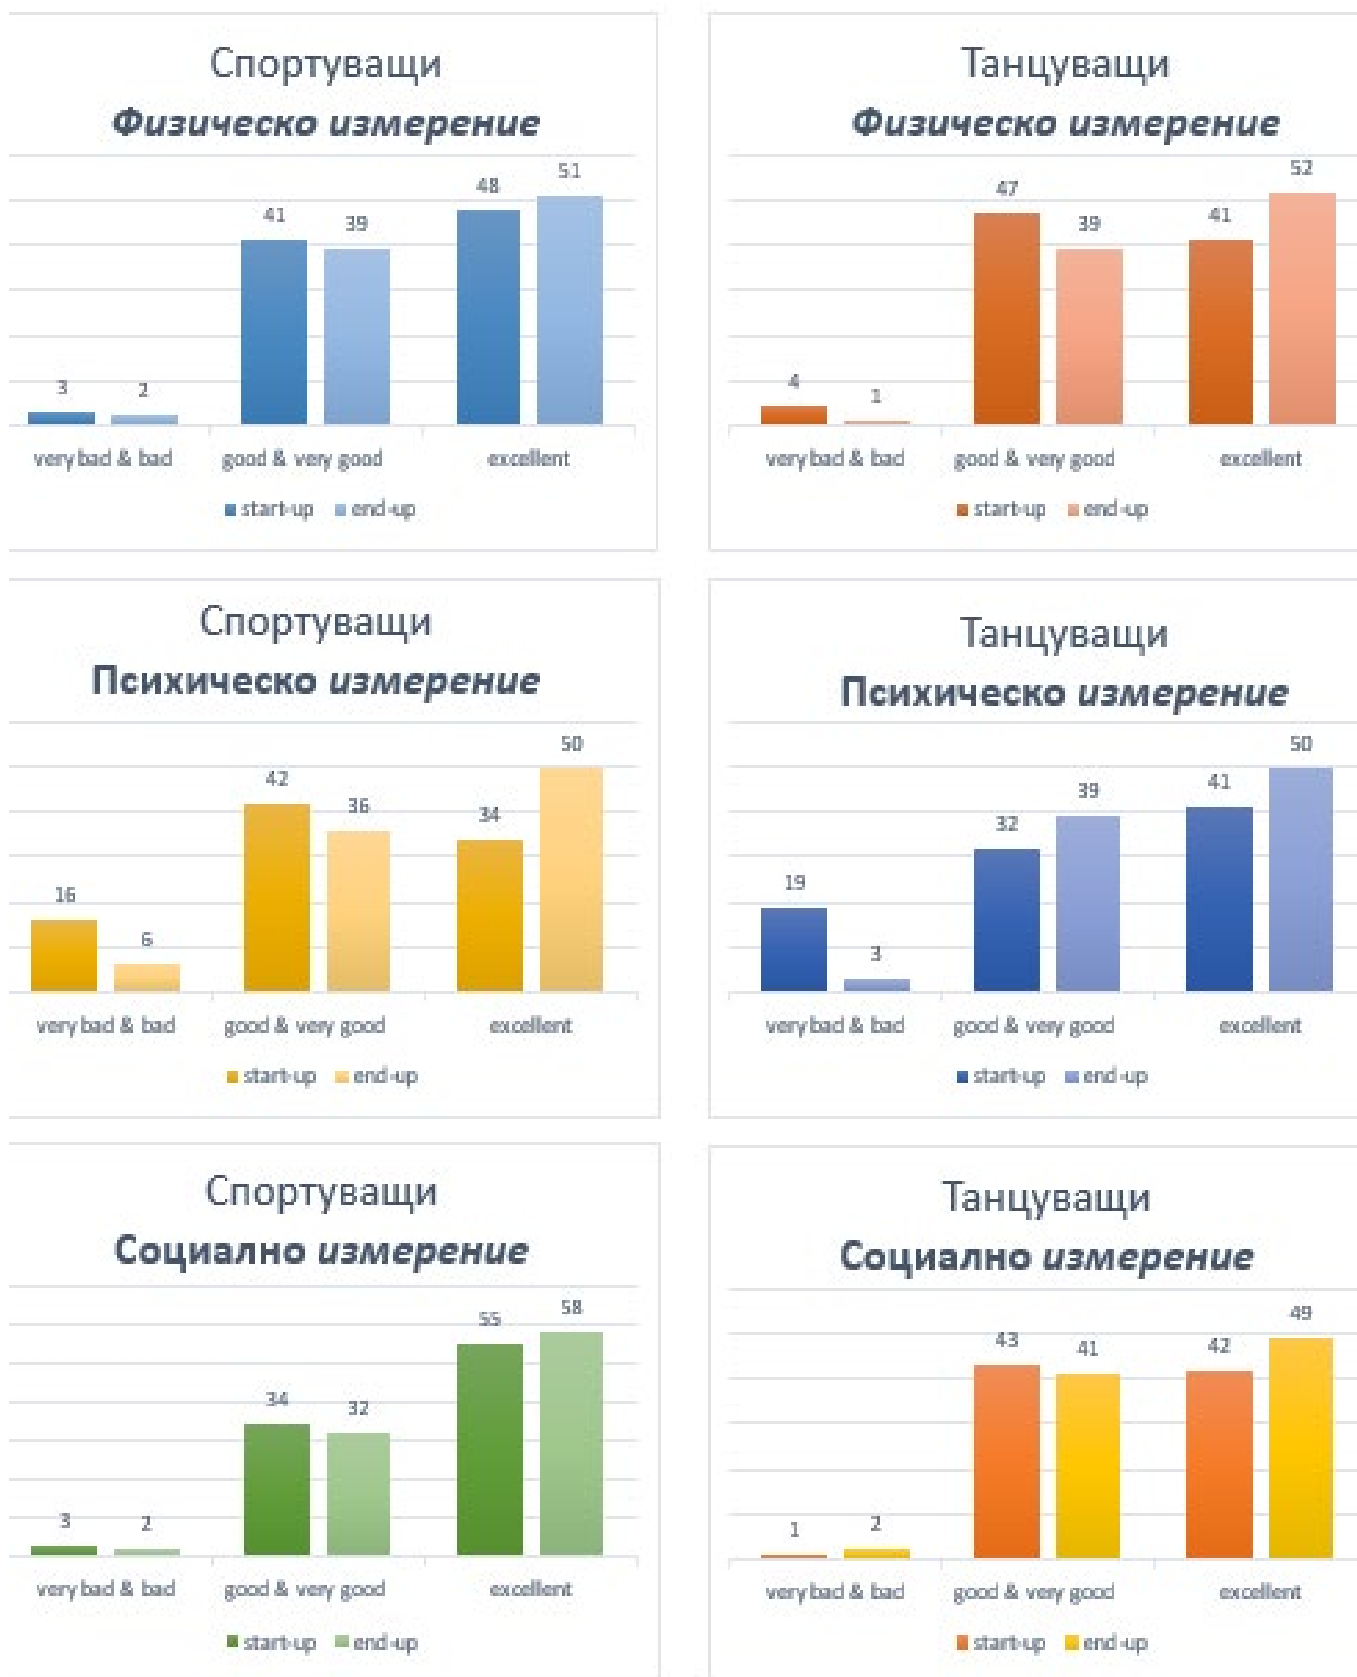 Спортуващи
Физическо измерение
3
2
41
39
48
51
very bad & bad
good & very good
excellent
start-up
end-up
Танцуващи
Физическо измерение
4
1
47
39
41
52
very bad & bad
good & very good
excellent
start-up
end-up
Спортуващи
Психическо измерение
16
6
42
36
34
50
very bad & bad
good & very good
excellent
start-up
end-up
Танцуващи
Психическо измерение
19
3
32
39
41
50
very bad & bad
good & very good
excellent
start-up
end-up
Спортуващи
Социално измерение
3
2
34
32
55
58
very bad & bad
good & very good
excellent
start-up
end-up
Танцуващи
Социално измерение
1
2
43
41
42
49
very bad & bad
good & very good
excellent
start-up
end-up